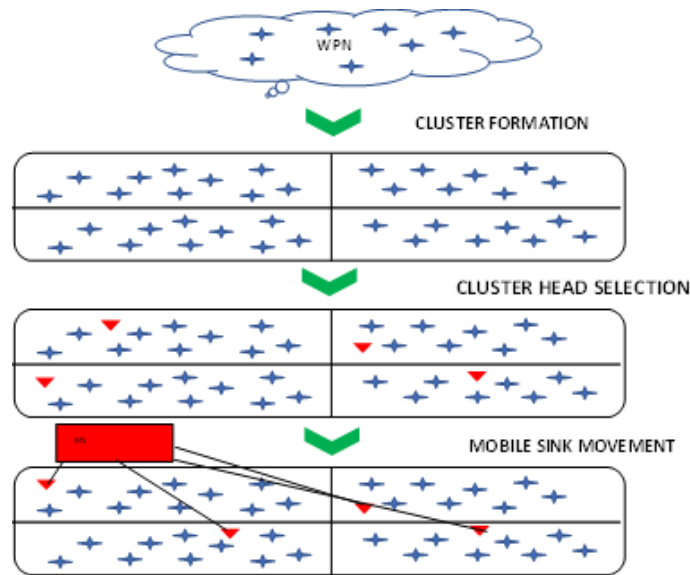 WPN
CLUSTER FORMATION
CLUSTER HEAD SELECTION
MOBILE SINK MOVEMENT